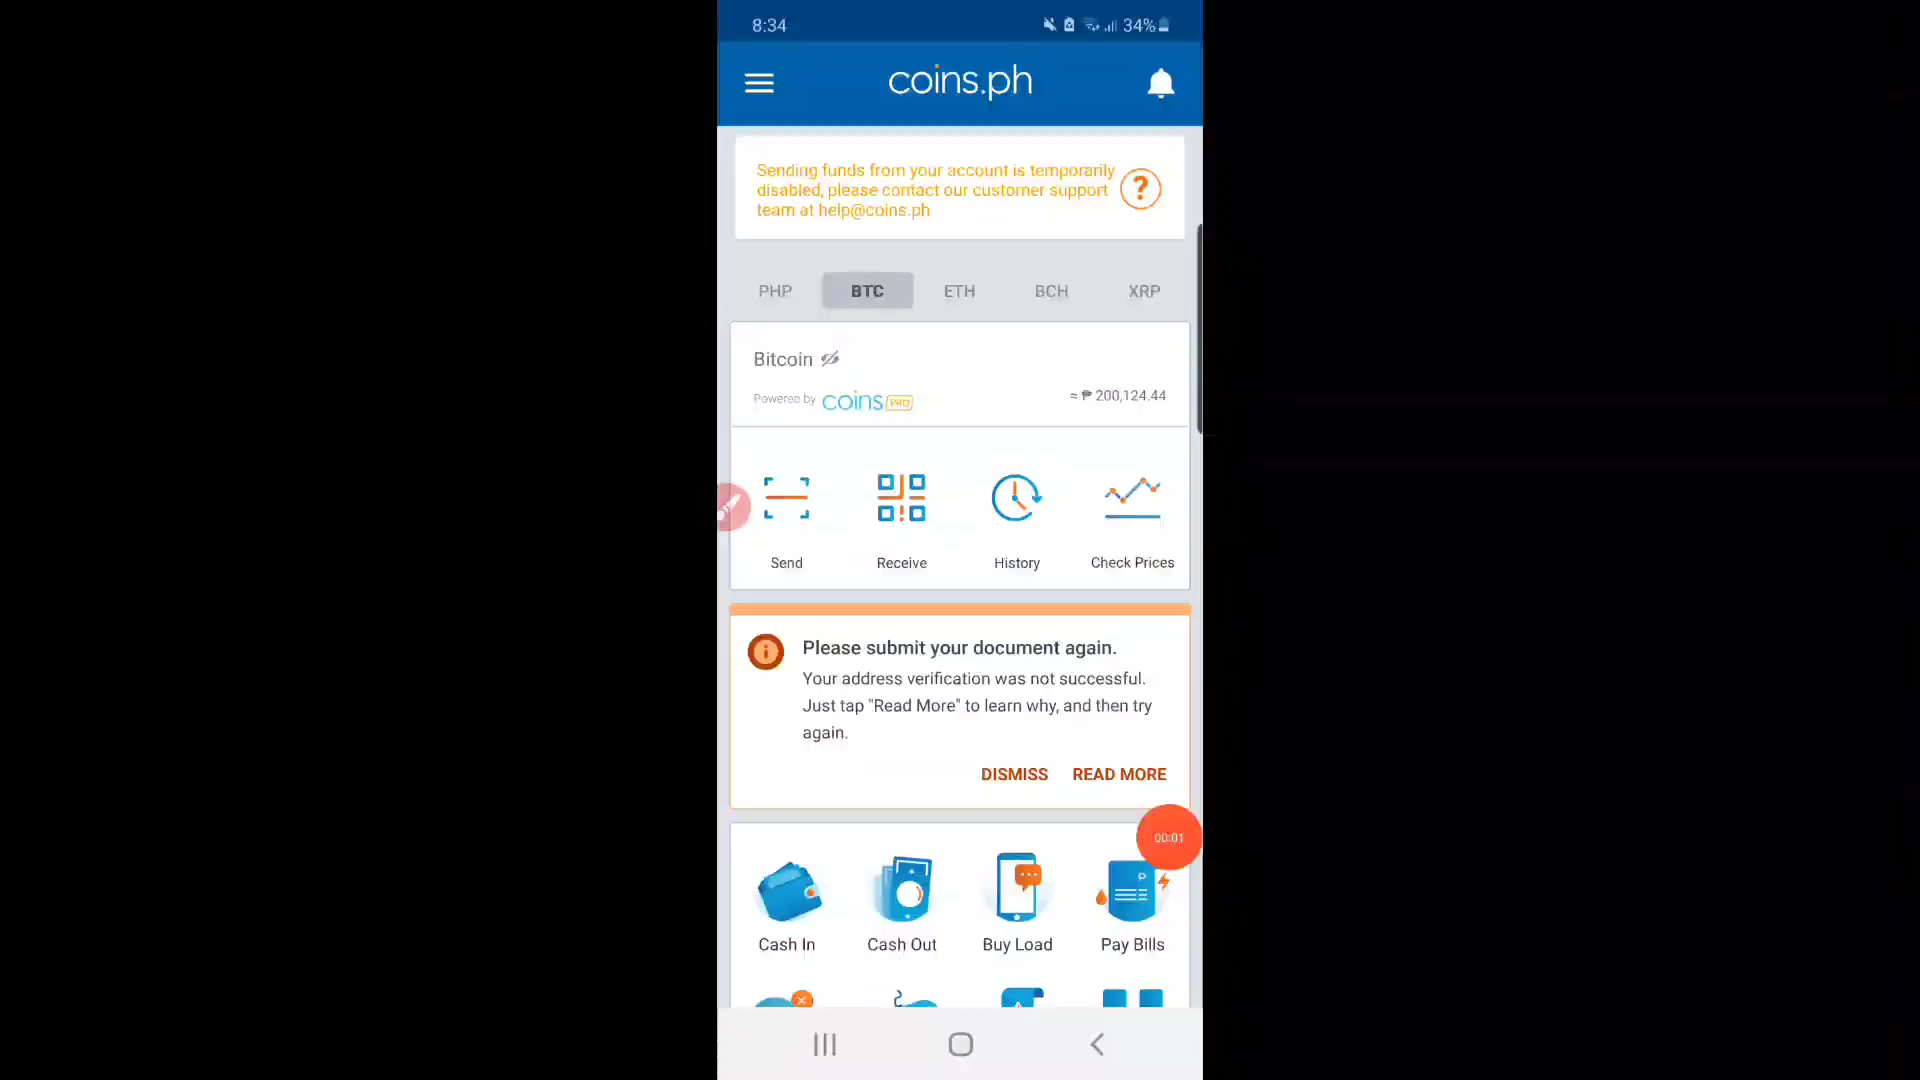 8:34
34%
coins.ph
Sending funds from your account is temporarily
disabled, please contact our customer support
team at help@coins.ph
?
PHP BTC ETH BCH XRP
Bitcoin
Powered by coins PRO
≈ ₱ 200,124.44
Send Receive History Check Prices
Please submit your document again.
Your address verification was not successful.
Just tap "Read More" to learn why, and then try
again.
DISMISS READ MORE
00:01
Cash In Cash Out Buy Load Pay Bills